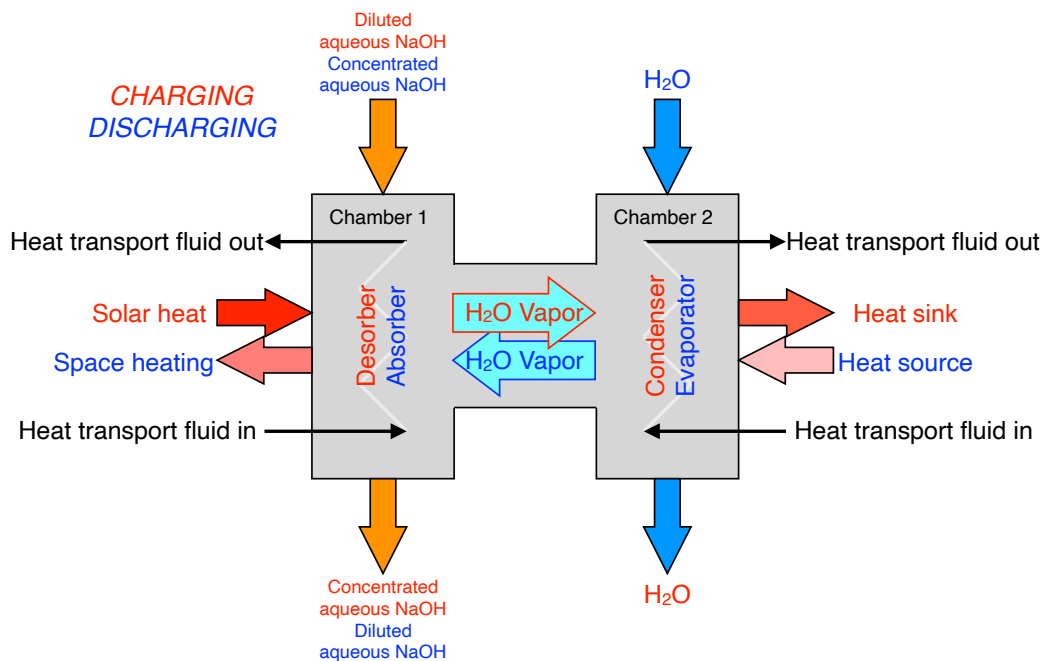 Diluted
aqueous NaOH
Concentrated
aqueous NaOH
H₂O
CHARGING
DISCHARGING
Chamber 1
Chamber 2
Heat transport fluid out
Heat transport fluid out
Solar heat
Desorber
Absorber
H₂O Vapor
Condenser
Evaporator
Heat sink
Space heating
H₂O Vapor
Heat source
Heat transport fluid in
Heat transport fluid in
Concentrated
aqueous NaOH
Diluted
aqueous NaOH
H₂O